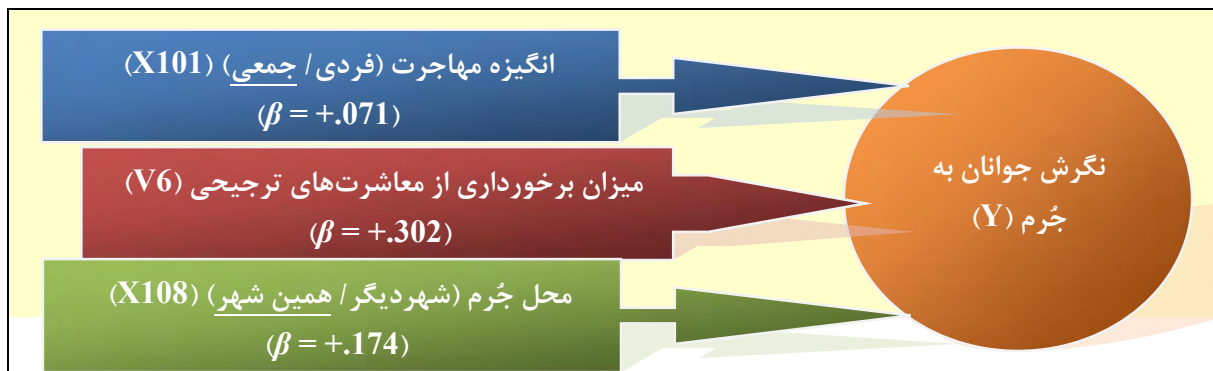 انگیزه مهاجرت (فردی/ جمعی) (X101)
(β = +.071)
میزان برخورداری از معاشرت‌های ترجیحی (V6)
(β = +.302)
محل جُرم (شهردیگر/ همین شهر) (X108)
(β = +.174)
نگرش جوانان به
جُرم (Y)